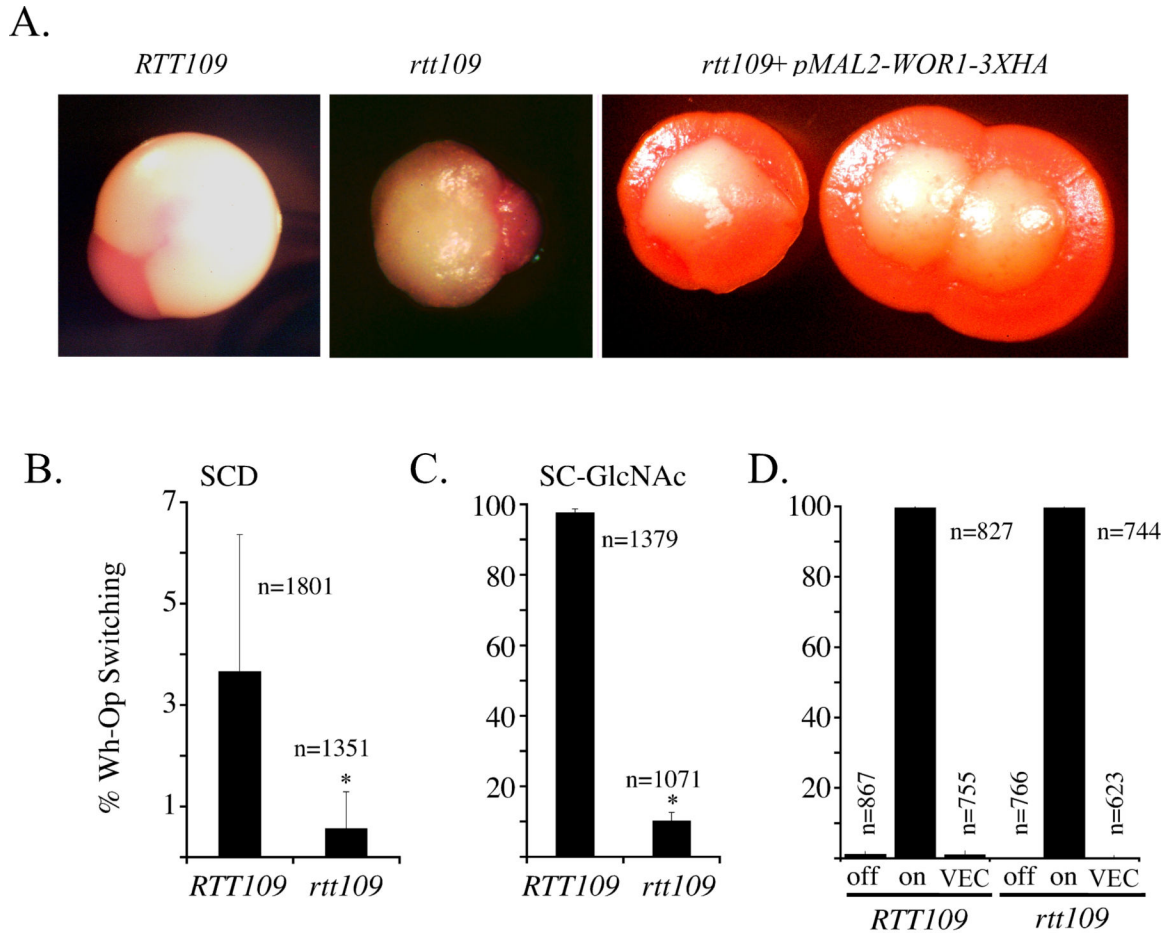 A.
RTT109 rtt109 rtt109+ pMAL2-WOR1-3XHA
B. C. D.
SCD SC-GlcNAc
% Wh-Op Switching
7
5
3
1
n=1801
n=1351
*
RTT109 rtt109
100
80
60
40
20
n=1379
n=1071
*
RTT109 rtt109
100
80
60
40
20
n=867
n=827
n=755
n=766
n=744
n=623
off on VEC off on VEC
RTT109 rtt109